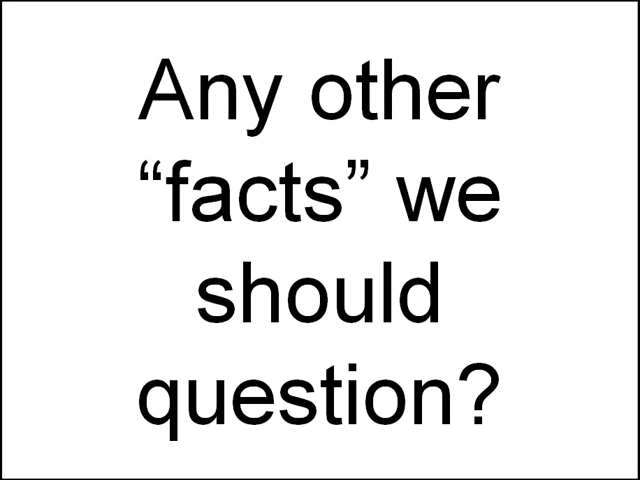 Any other
“facts” we
should
question?